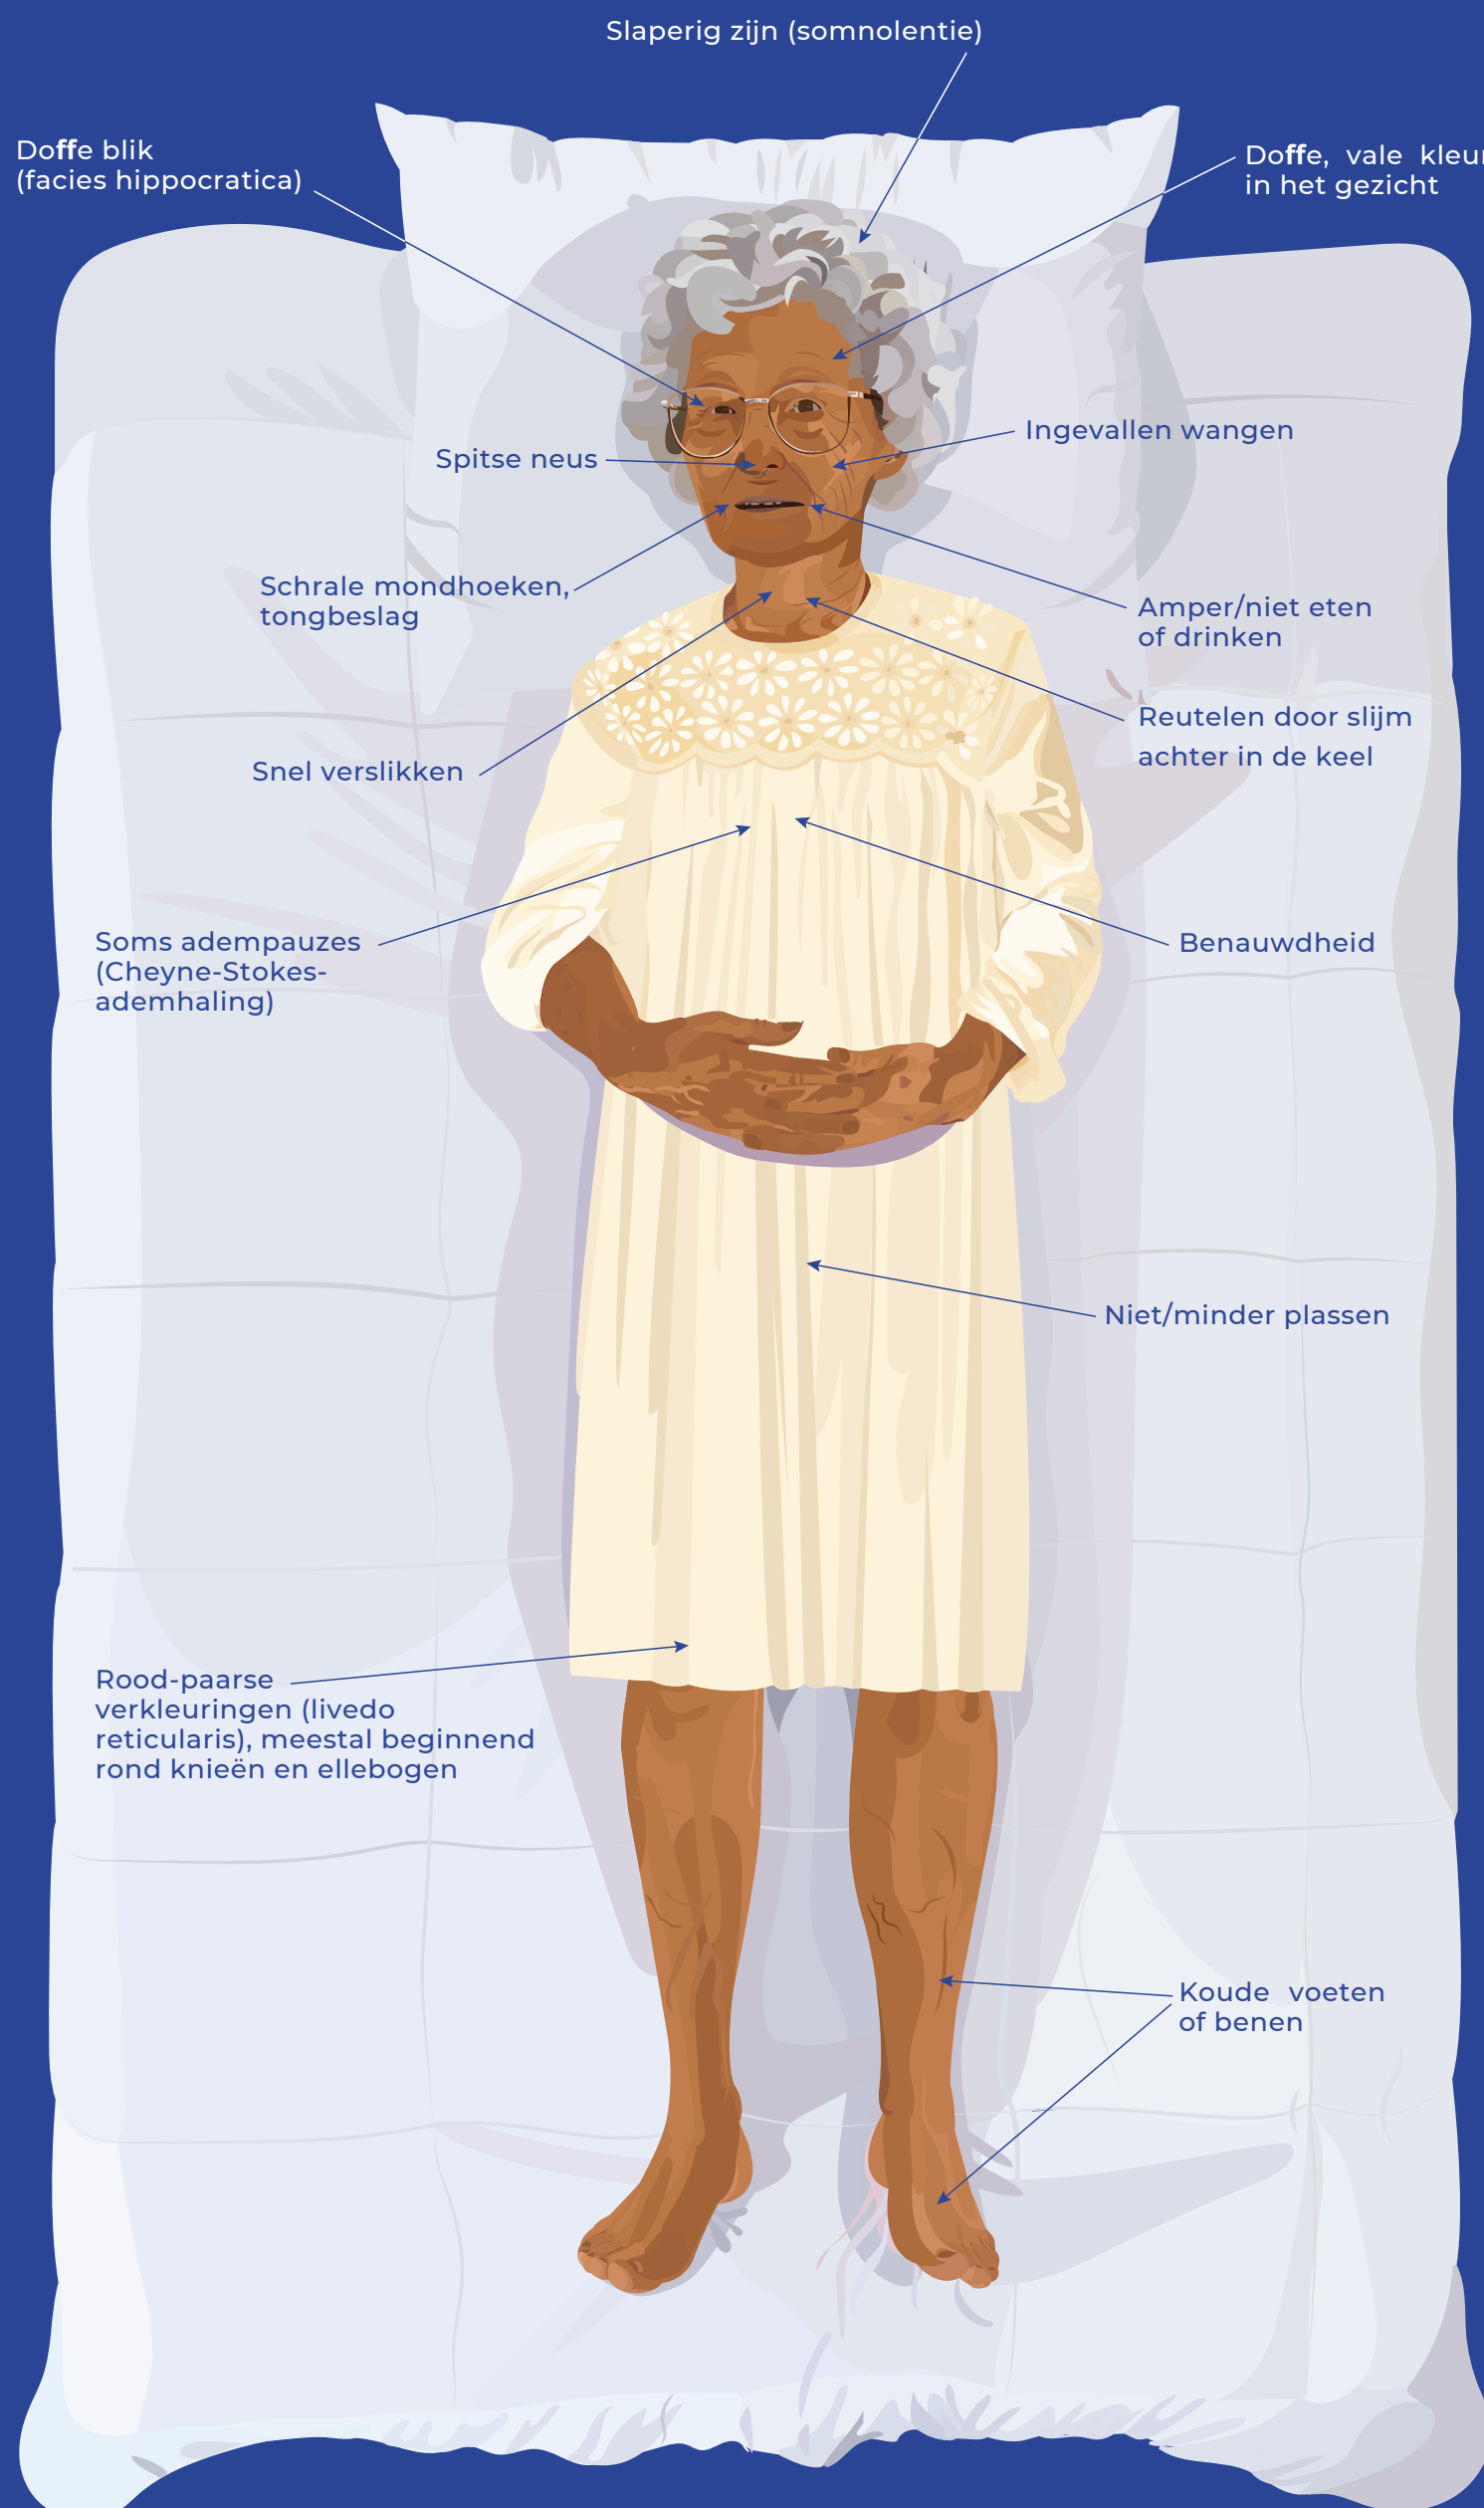 Slaperig zijn (somnolentie)
Doffe blik
(facies hippocratica)
Doffe, vale kleur
in het gezicht
Ingevallen wangen
Spitse neus
Schrale mondhoeken,
tongbeslag
Amper/niet eten
of drinken
Reutelen door slijm
achter in de keel
Snel verslikken
Soms adempauzes
(Cheyne-Stokes-
ademhaling)
Benauwdheid
Niet/minder plassen
Rood-paarse
verkleuringen (livedo
reticularis), meestal beginnend
rond knieën en ellebogen
Koude voeten
of benen